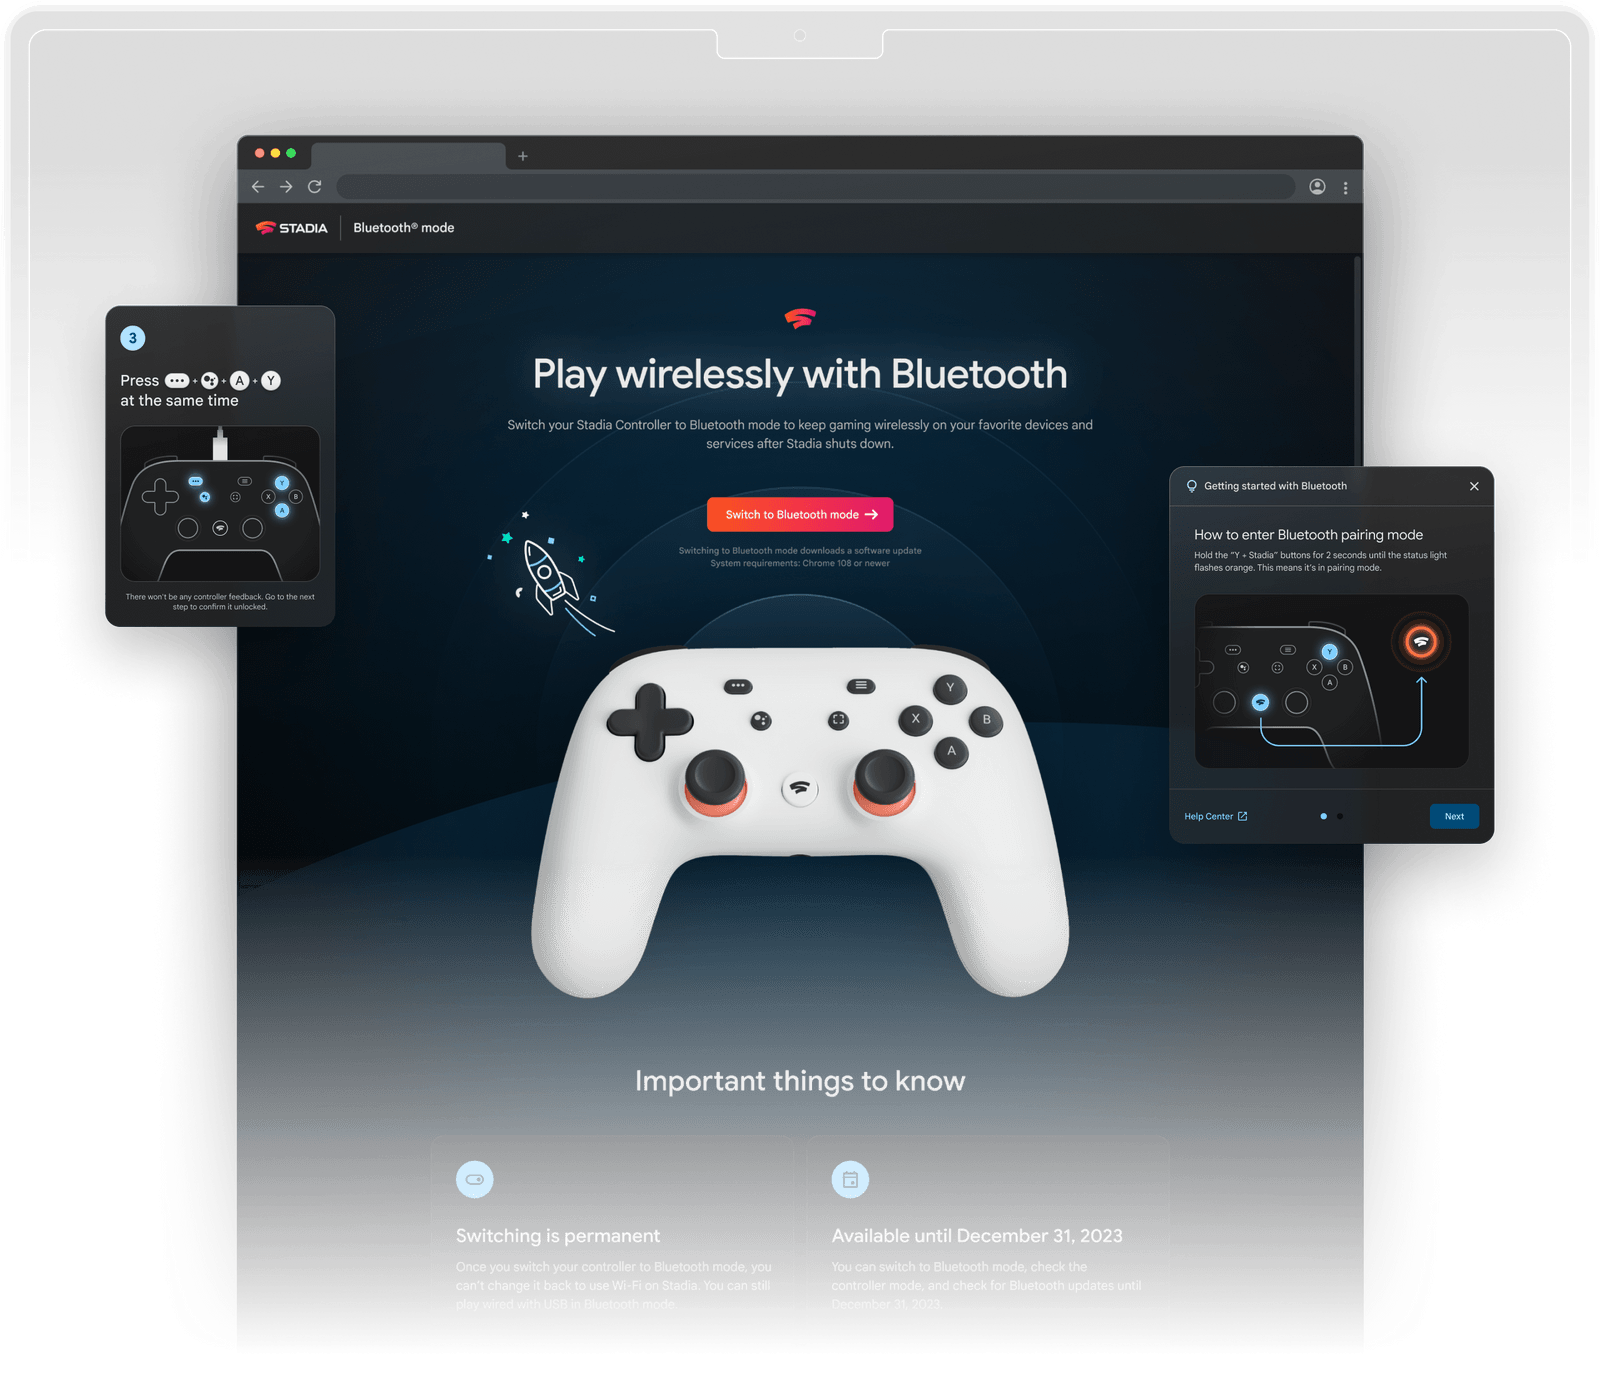 STADIA
Bluetooth® mode
Play wirelessly with Bluetooth
Switch your Stadia Controller to Bluetooth mode to keep gaming wirelessly on your favorite devices and
services after Stadia shuts down.
Switch to Bluetooth mode →
Switching to Bluetooth mode downloads a software update
System requirements: Chrome 108 or newer
3
Press ••• + + A + Y
at the same time
Y
X
B
A
There won't be any controller feedback. Go to the next
step to confirm it unlocked.
Getting started with Bluetooth
How to enter Bluetooth pairing mode
Hold the “Y + Stadia” buttons for 2 seconds until the status light
flashes orange. This means it's in pairing mode.
Y
X
B
A
Help Center
Next
Y
X
B
A
Important things to know
Switching is permanent
Once you switch your controller to Bluetooth mode, you
can't change it back to use Wi-Fi on Stadia. You can still
play wired with USB in Bluetooth mode.
Available until December 31, 2023
You can switch to Bluetooth mode, check the
controller mode, and check for Bluetooth updates until
December 31, 2023.